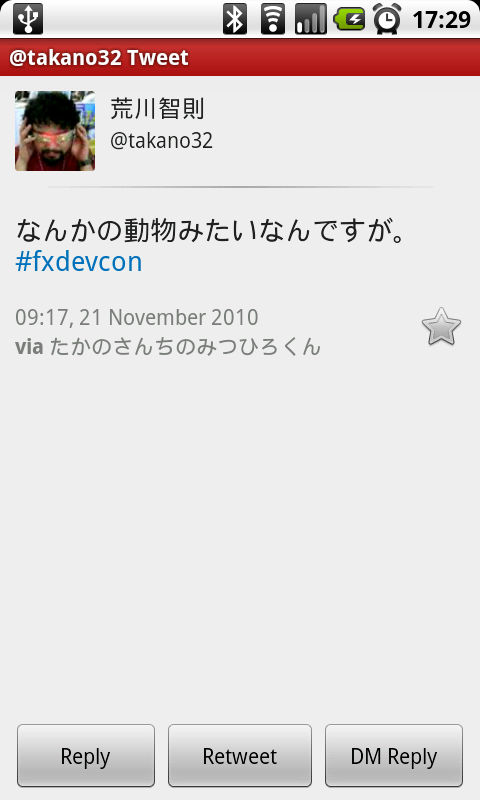 17:29
@takano32 Tweet
荒川智則
@takano32
なんかの動物みたいなんですが。
#fxdevcon
09:17, 21 November 2010
via たかのさんちのみつひろくん
Reply Retweet DM Reply